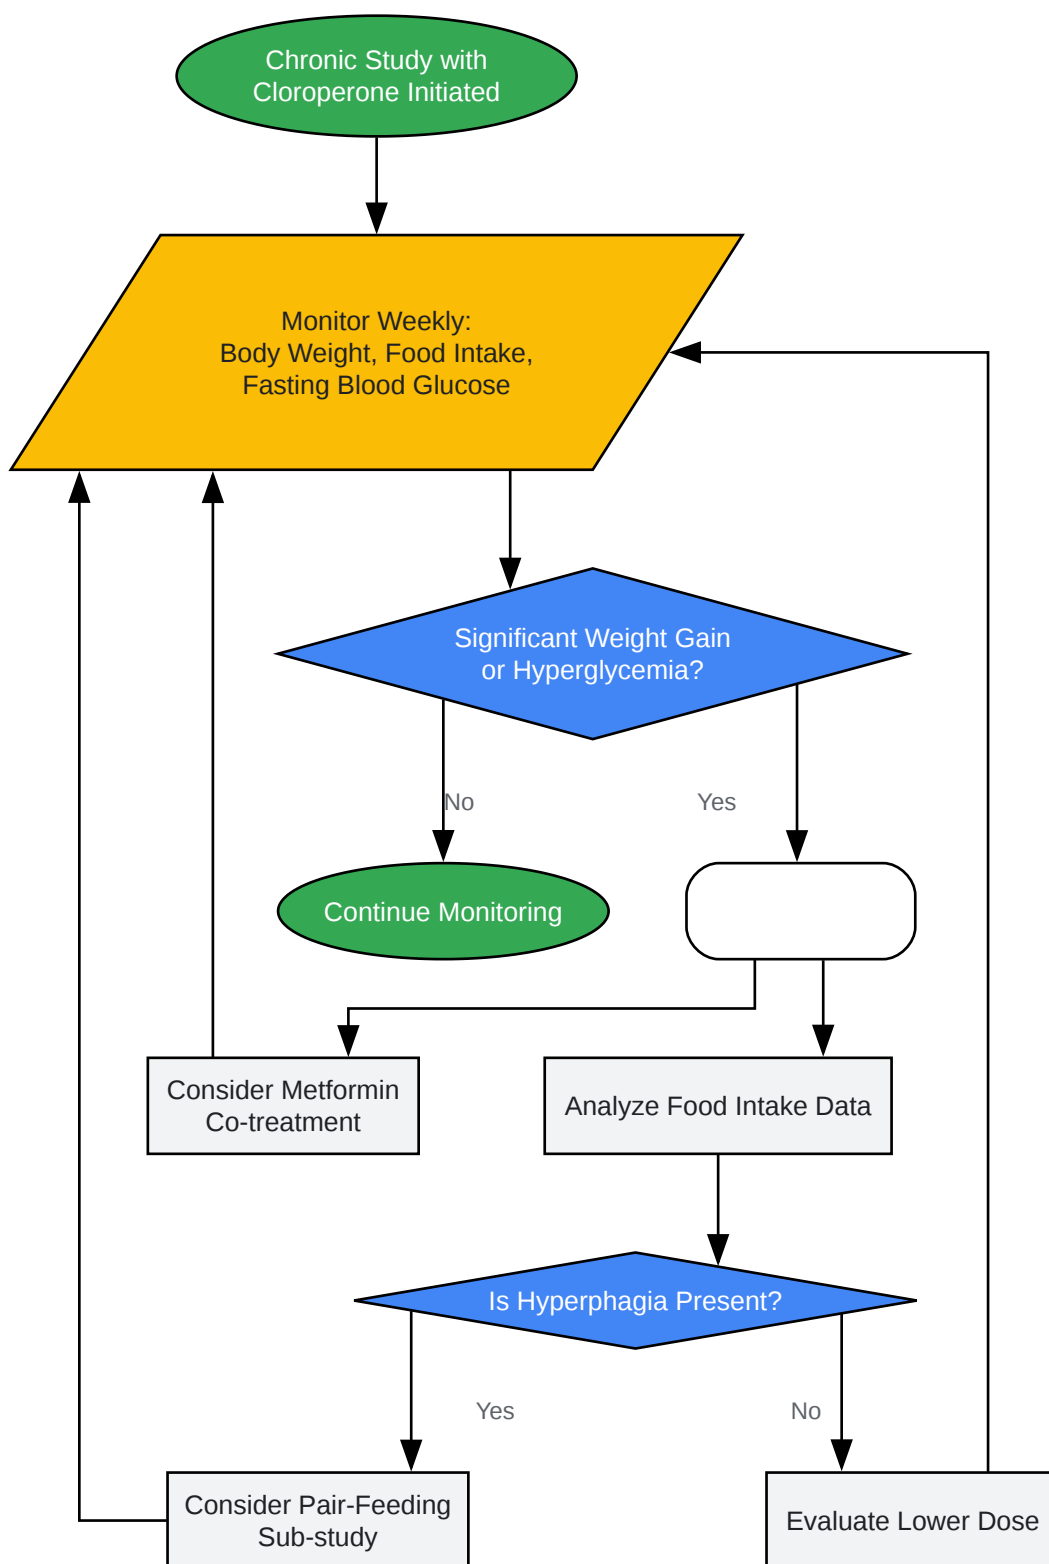 Chronic Study with
Cloroperone Initiated
Monitor Weekly:
Body Weight, Food Intake,
Fasting Blood Glucose
Significant Weight Gain
or Hyperglycemia?
No
Yes
Continue Monitoring
Consider Metformin
Co-treatment
Analyze Food Intake Data
Is Hyperphagia Present?
Yes
No
Consider Pair-Feeding
Sub-study
Evaluate Lower Dose